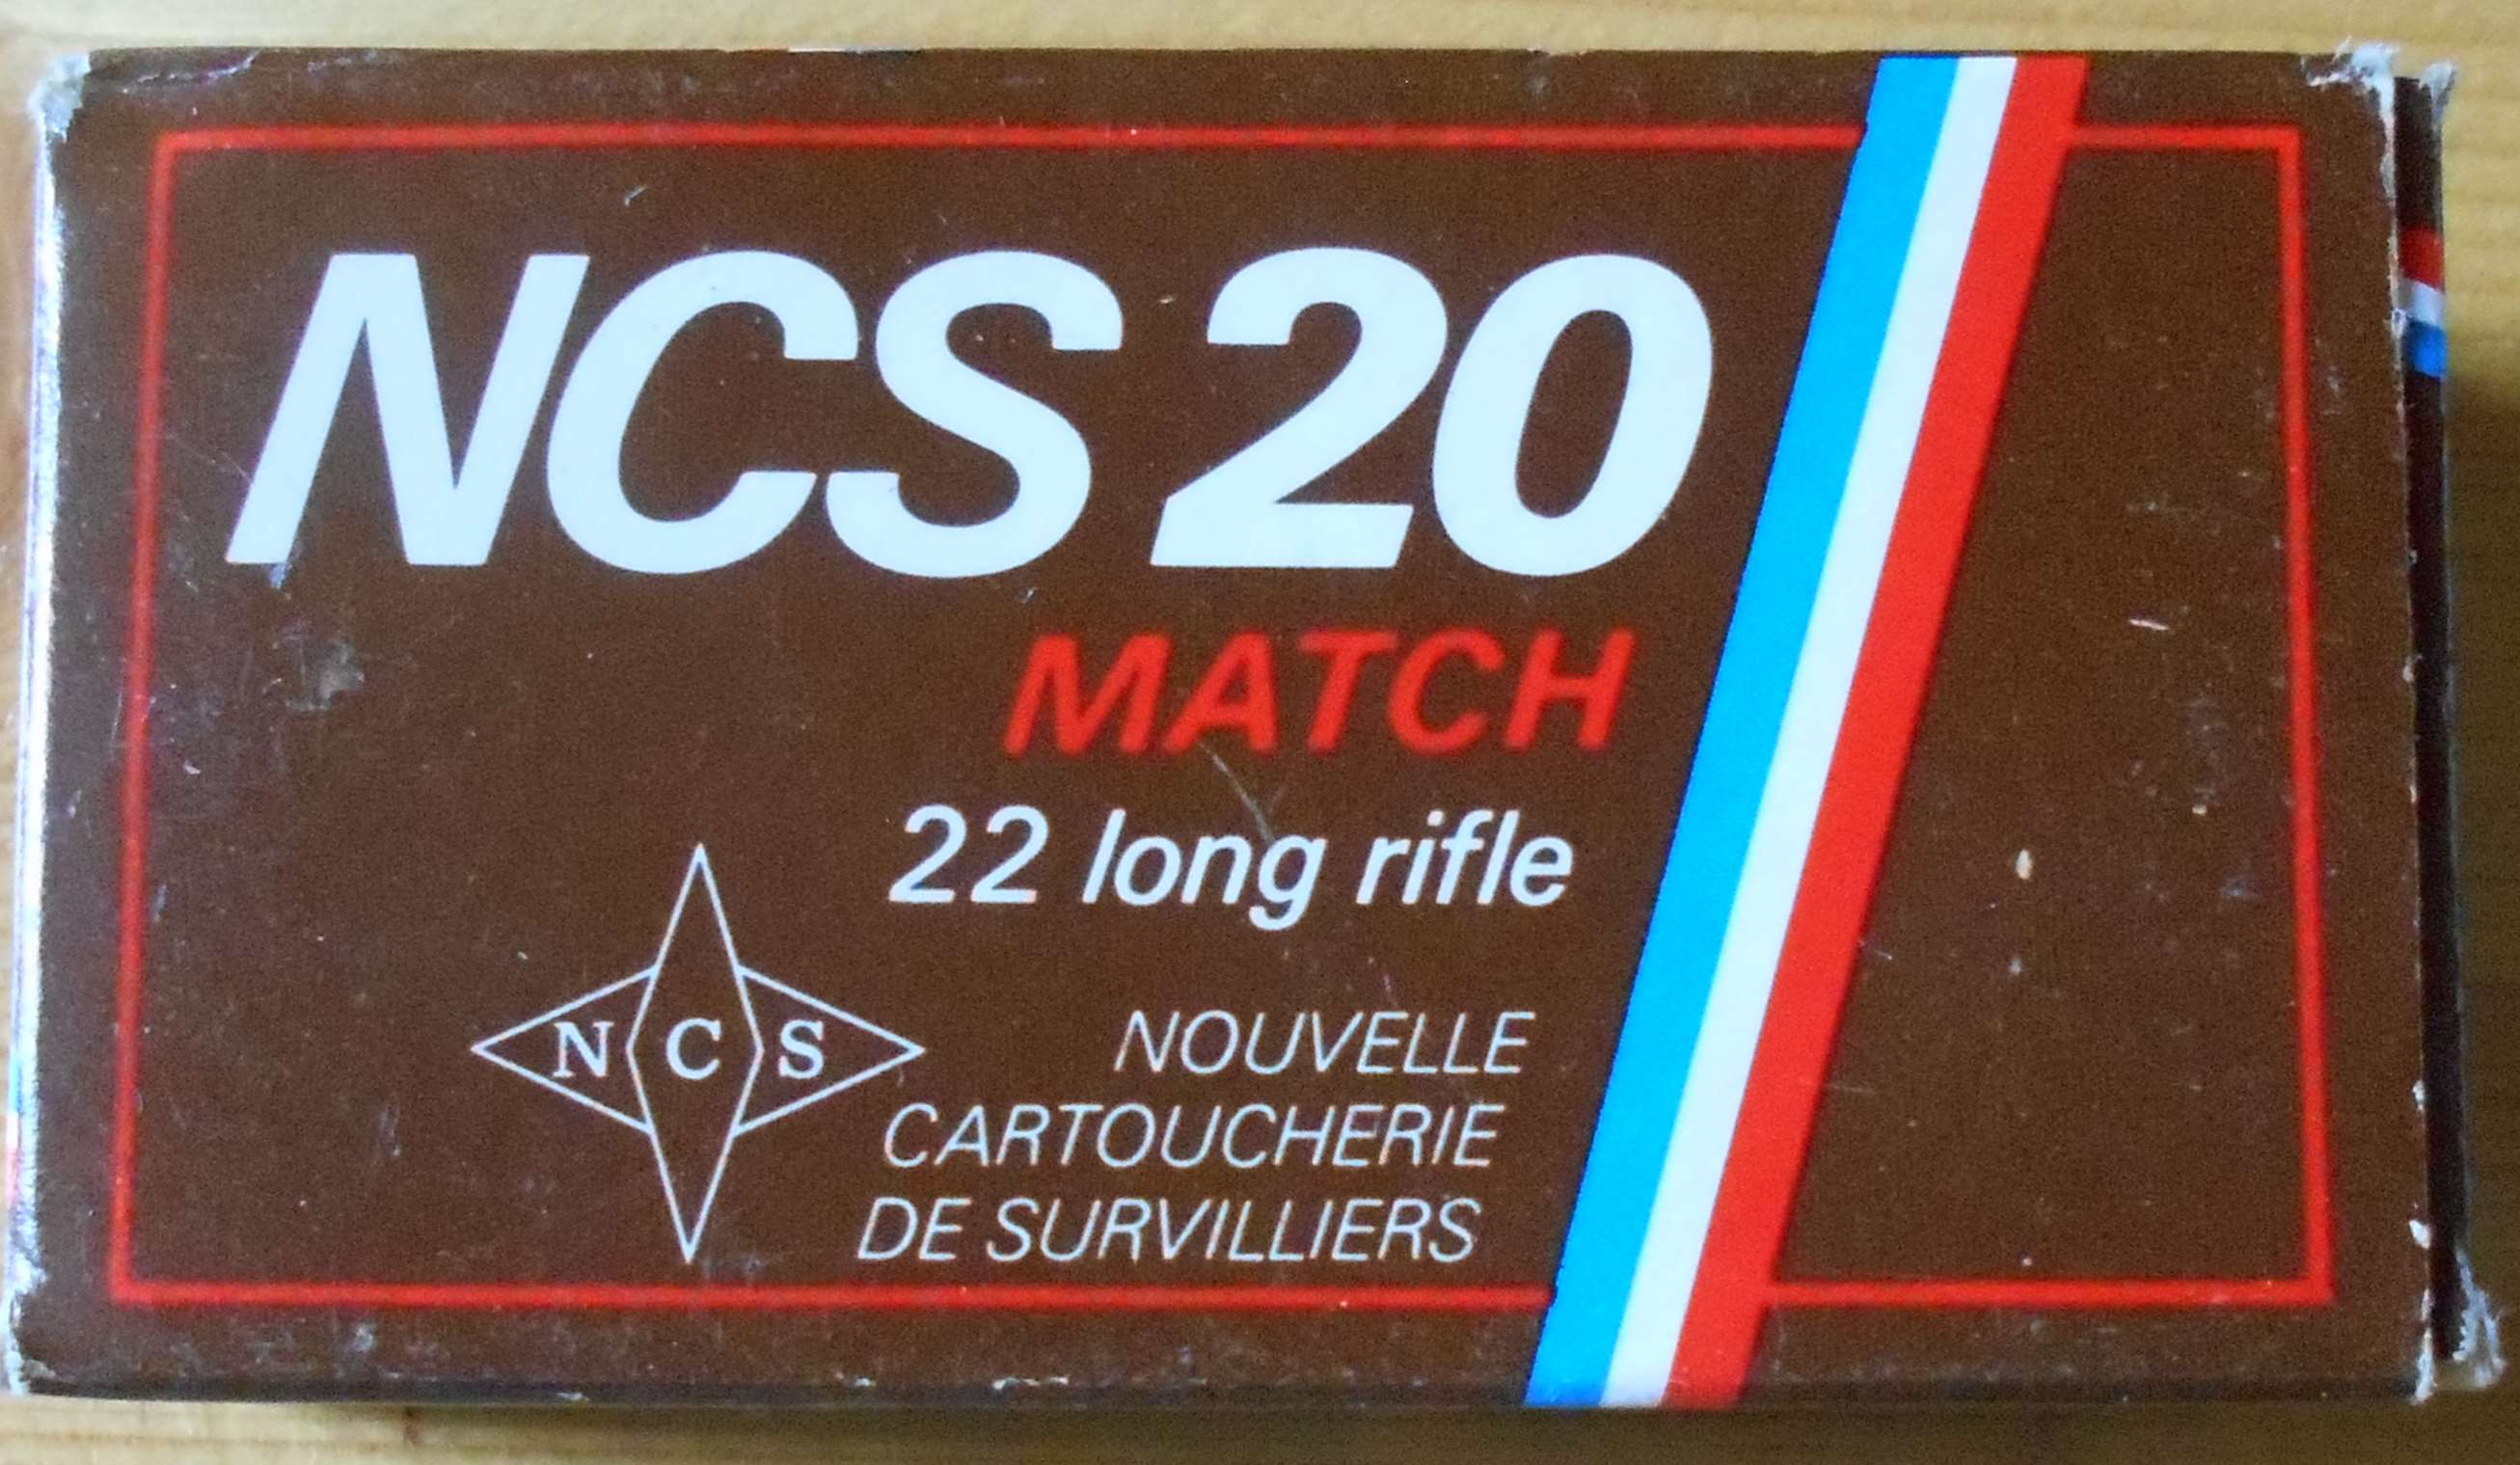 NCS 20
MATCH
22 long rifle
N C S
NOUVELLE
CARTOUCHERIE
DE SURVILLIERS